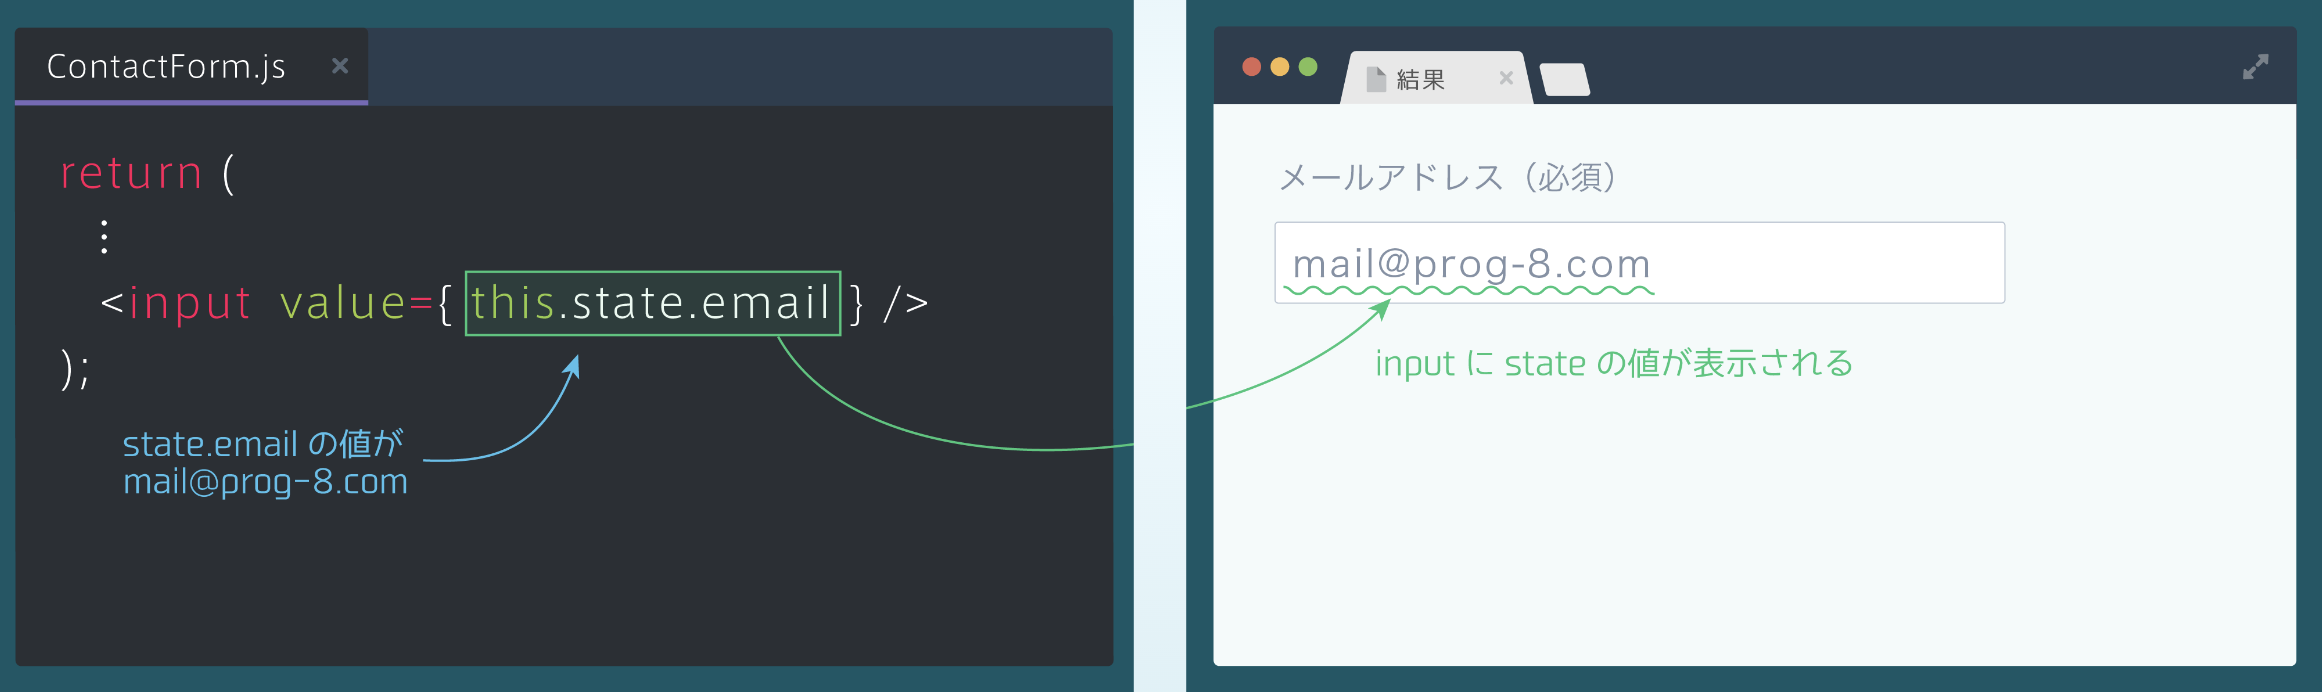 ContactForm.js ×
return (
⋮
<input value={ this.state.email } />
);
state.email の値が
mail@prog-8.com
結果 ×
メールアドレス（必須）
mail@prog-8.com
input に state の値が表示される